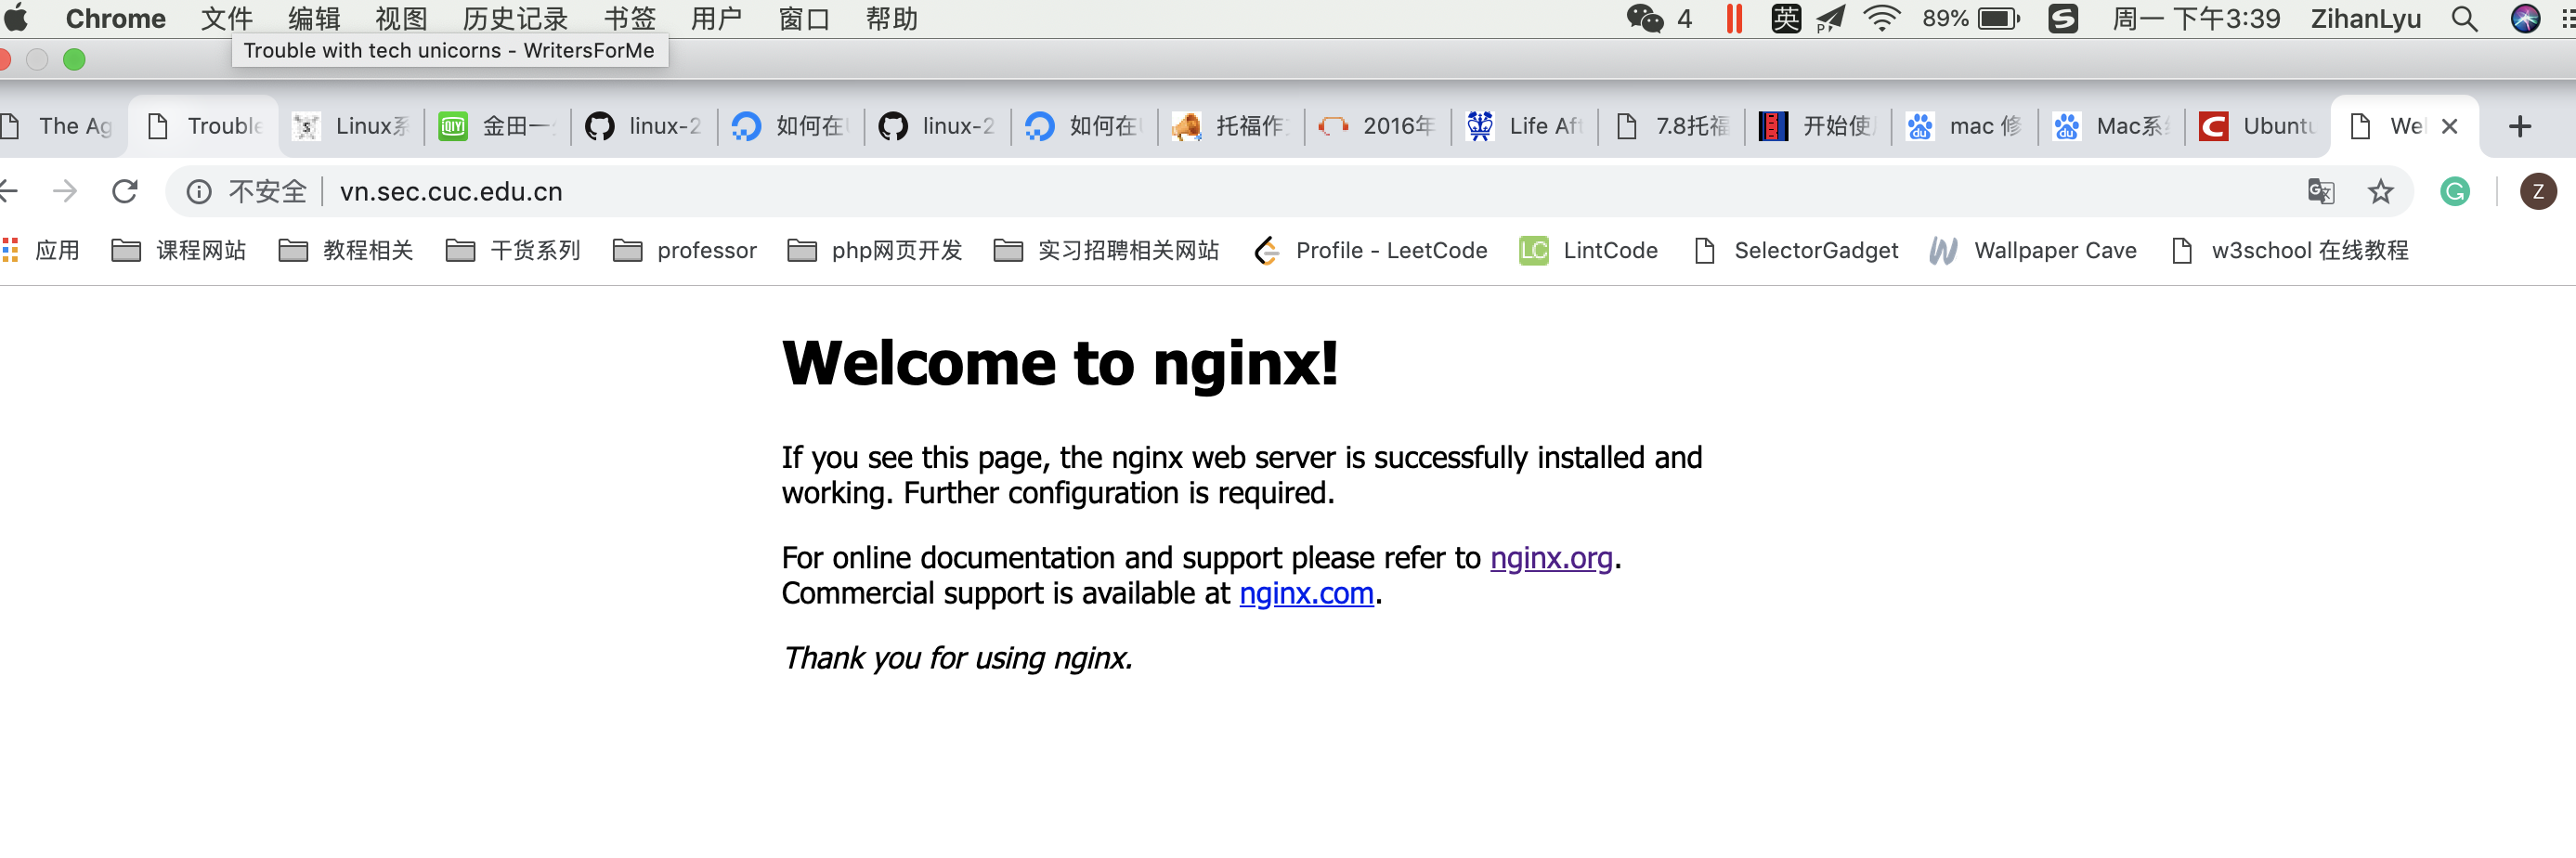 Chrome 文件 编辑 视图 历史记录 书签 用户 窗口 帮助 4 英 P 89% S 周一 下午3:39 ZihanLyu
Trouble with tech unicorns - WritersForMe
The Ag Trouble S Linux系 QIY 金田一 linux-2 如何在 linux-2 如何在 托福作 2016年 Life Aft 7.8托福 开始使 du mac 修 du Mac系 C Ubuntu Wel
不安全 vn.sec.cuc.edu.cn G Z
应用 课程网站 教程相关 干货系列 professor php网页开发 实习招聘相关网站 Profile - LeetCode LC LintCode SelectorGadget W Wallpaper Cave w3school 在线教程
Welcome to nginx!
If you see this page, the nginx web server is successfully installed and
working. Further configuration is required.
For online documentation and support please refer to nginx.org.
Commercial support is available at nginx.com.
Thank you for using nginx.